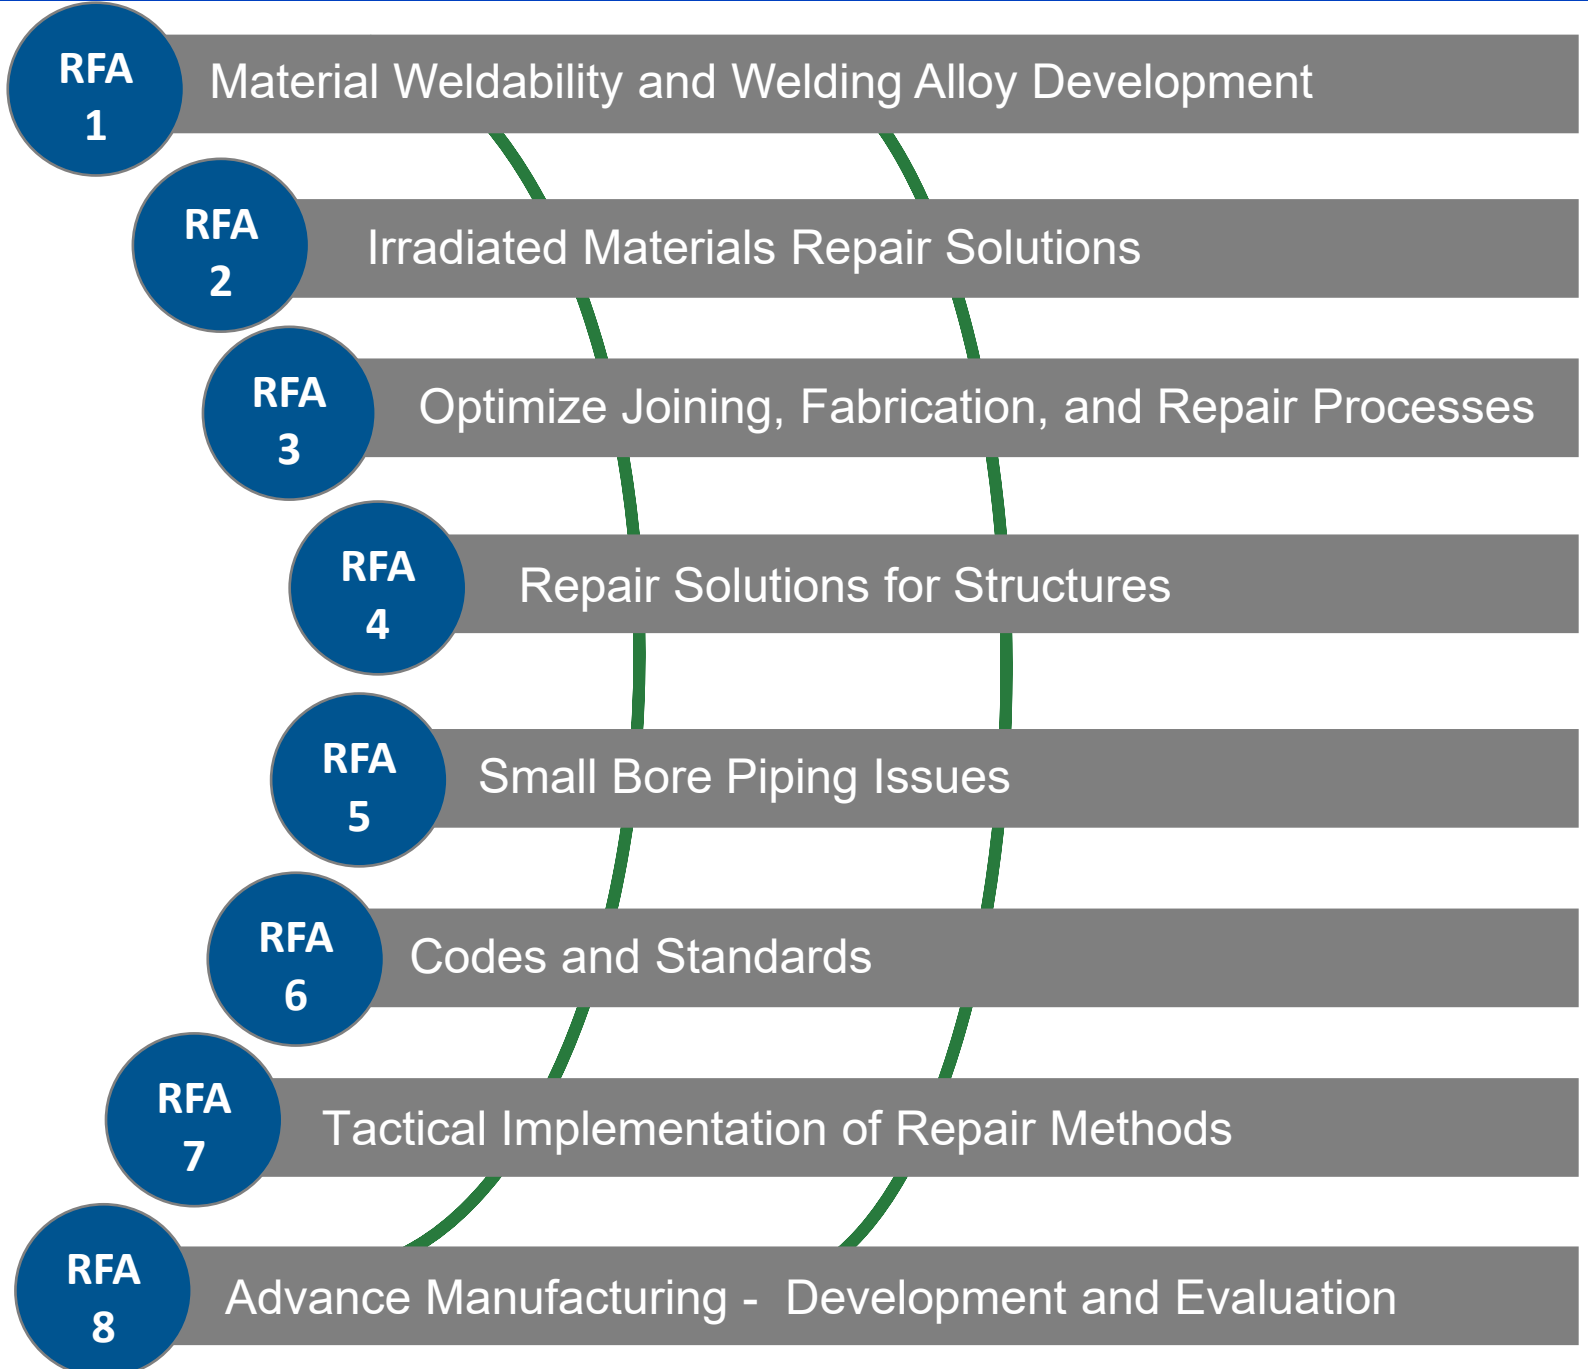 RFA
1
Material Weldability and Welding Alloy Development
RFA
2
Irradiated Materials Repair Solutions
RFA
3
Optimize Joining, Fabrication, and Repair Processes
RFA
4
Repair Solutions for Structures
RFA
5
Small Bore Piping Issues
RFA
6
Codes and Standards
RFA
7
Tactical Implementation of Repair Methods
RFA
8
Advance Manufacturing -  Development and Evaluation